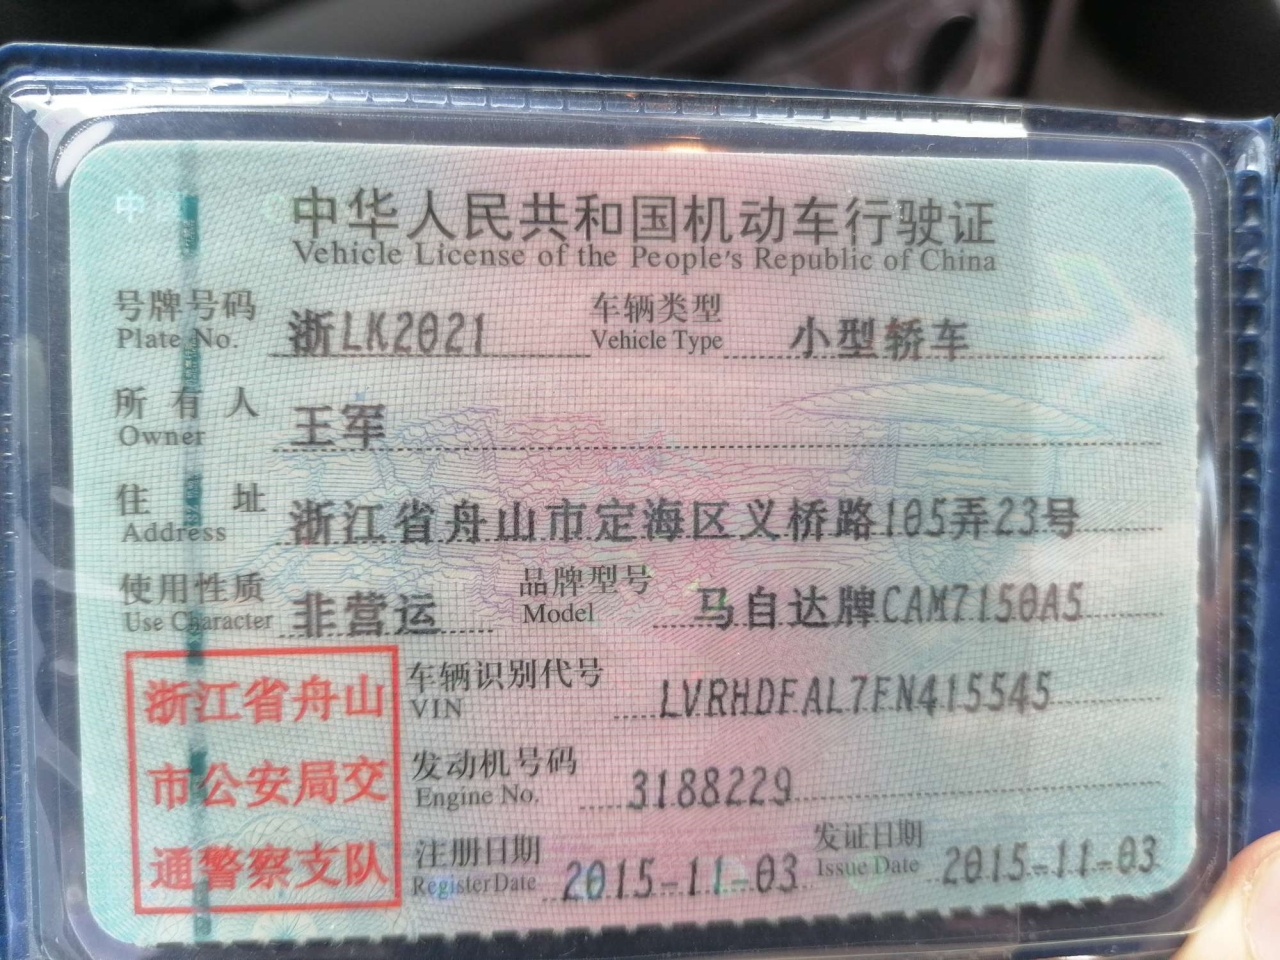 中华人民共和国机动车行驶证
Vehicle License of the People's Republic of China
号牌号码 浙LK2021 车辆类型 小型轿车
Plate No. Vehicle Type
所有人 王军
Owner
住址 浙江省舟山市定海区义桥路105弄23号
Address
使用性质 非营运 品牌型号 马自达牌CAM7150A5
Use Character Model
浙江省舟山
市公安局交
通警察支队
车辆识别代号 LVRHDFAL7FN415545
VIN
发动机号码 3188229
Engine No.
注册日期 2015-11-03 发证日期 2015-11-03
Register Date Issue Date